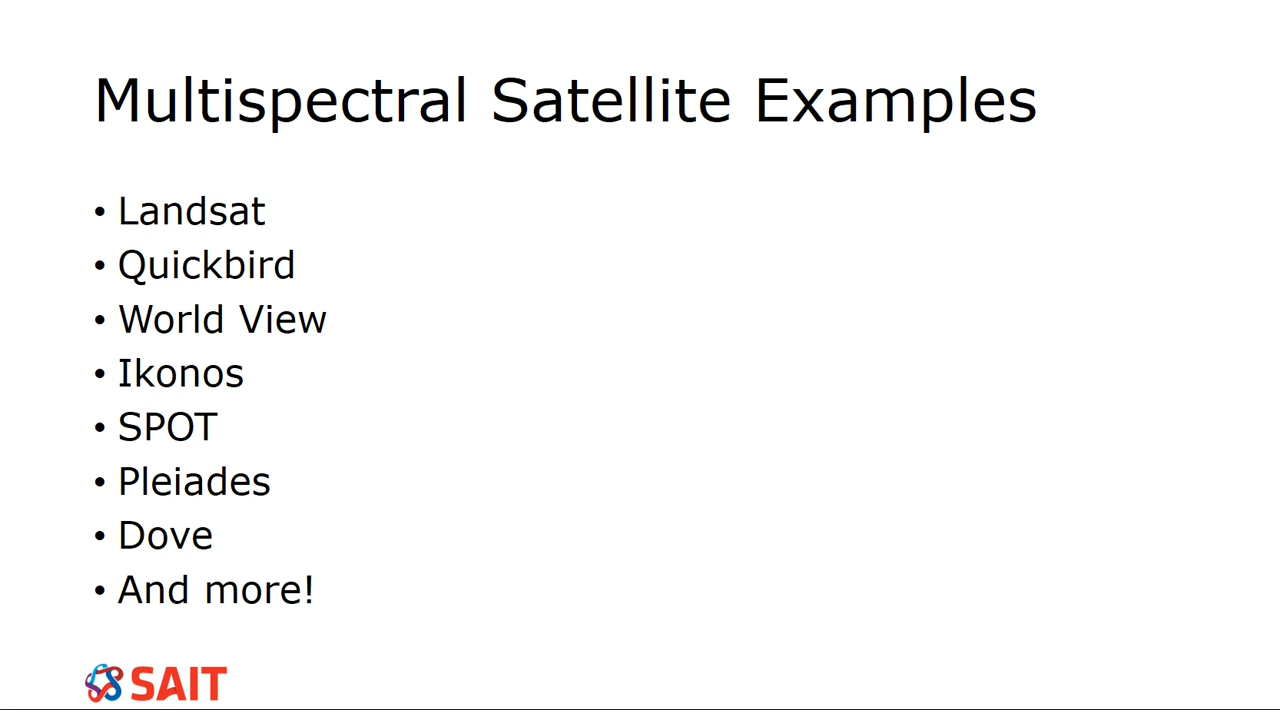 Multispectral Satellite Examples
• Landsat
• Quickbird
• World View
• Ikonos
• SPOT
• Pleiades
• Dove
• And more!
SAIT